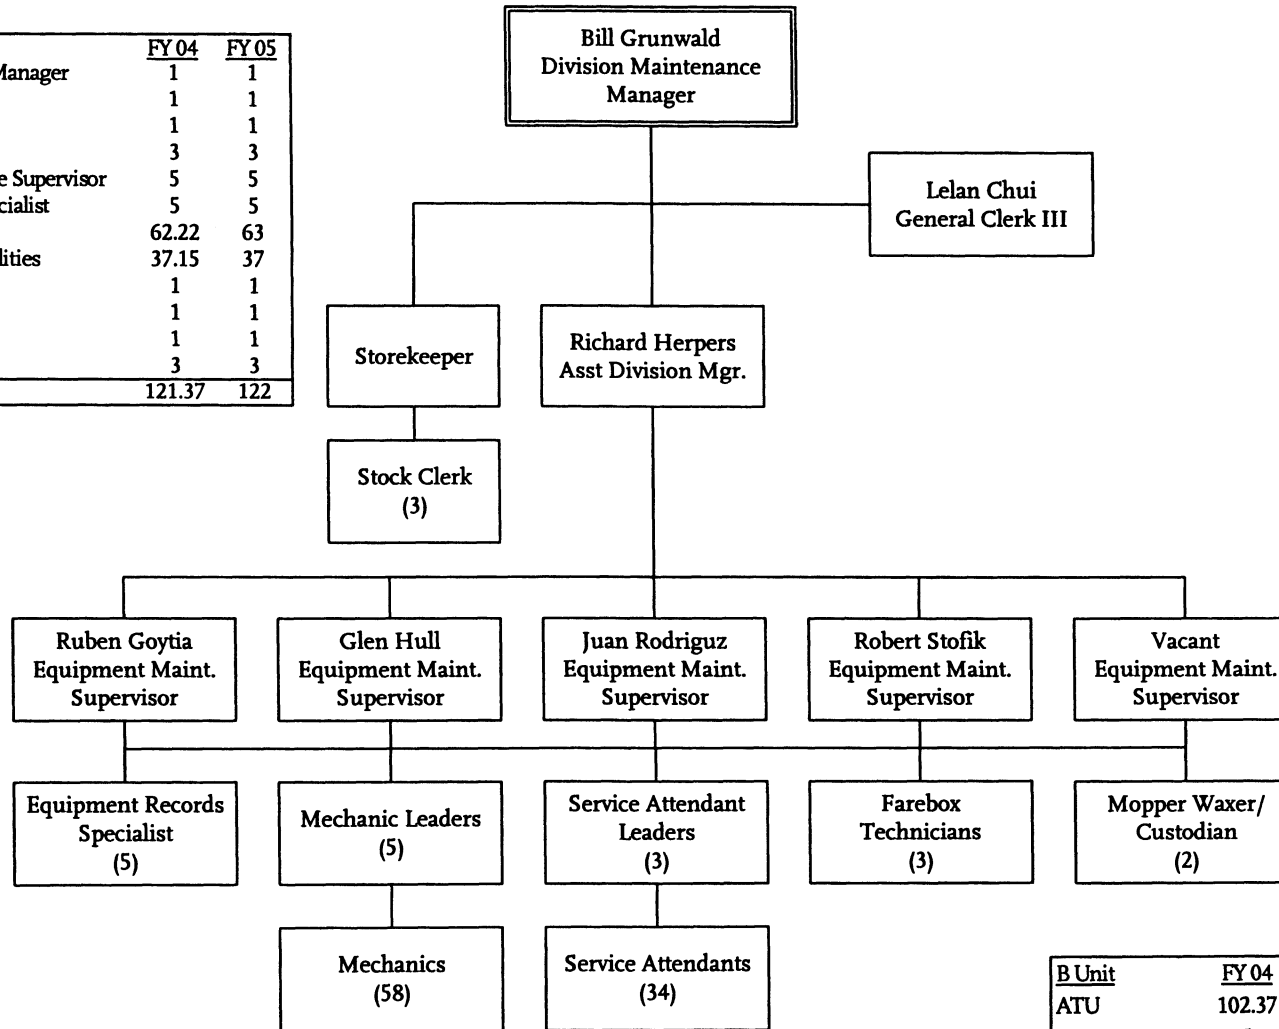 FY 04 FY 05
Manager 1 1
1 1
1 1
3 3
e Supervisor 5 5
cialist 5 5
62.22 63
lities 37.15 37
1 1
1 1
1 1
3 3
121.37 122
Bill Grunwald
Division Maintenance
Manager
Lelan Chui
General Clerk III
Storekeeper
Richard Herpers
Asst Division Mgr.
Stock Clerk
(3)
Ruben Goytia
Equipment Maint.
Supervisor
Glen Hull
Equipment Maint.
Supervisor
Juan Rodriguz
Equipment Maint.
Supervisor
Robert Stofik
Equipment Maint.
Supervisor
Vacant
Equipment Maint.
Supervisor
Equipment Records
Specialist
(5)
Mechanic Leaders
(5)
Service Attendant
Leaders
(3)
Farebox
Technicians
(3)
Mopper Waxer/
Custodian
(2)
Mechanics
(58)
Service Attendants
(34)
B Unit FY 04
ATU 102.37